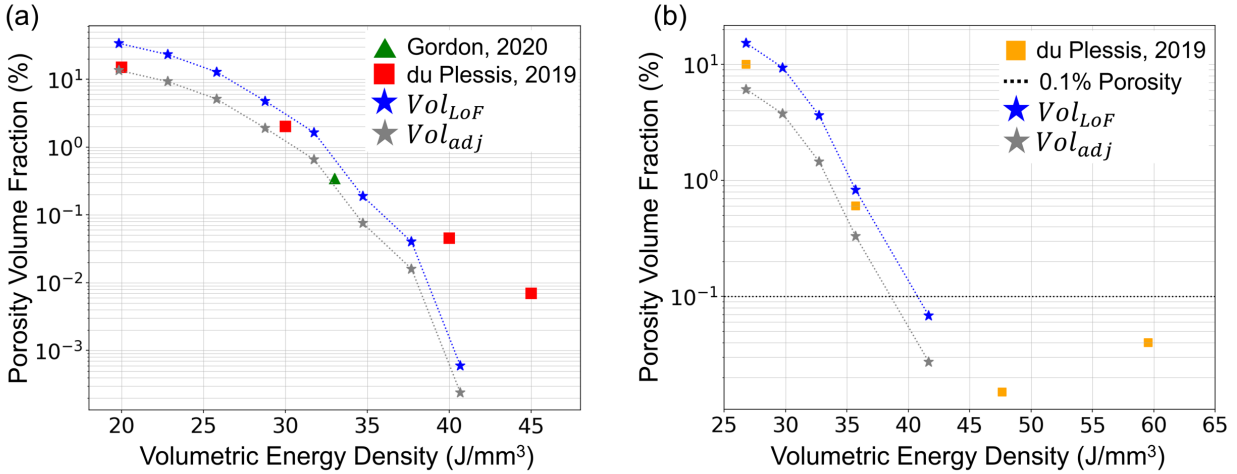 (a)
Porosity Volume Fraction (%)
10¹
10⁰
10⁻¹
10⁻²
10⁻³
Gordon, 2020
du Plessis, 2019
Vol_LoF
Vol_adj
20 25 30 35 40 45
Volumetric Energy Density (J/mm³)
(b)
Porosity Volume Fraction (%)
10¹
10⁰
10⁻¹
du Plessis, 2019
0.1% Porosity
Vol_LoF
Vol_adj
25 30 35 40 45 50 55 60 65
Volumetric Energy Density (J/mm³)